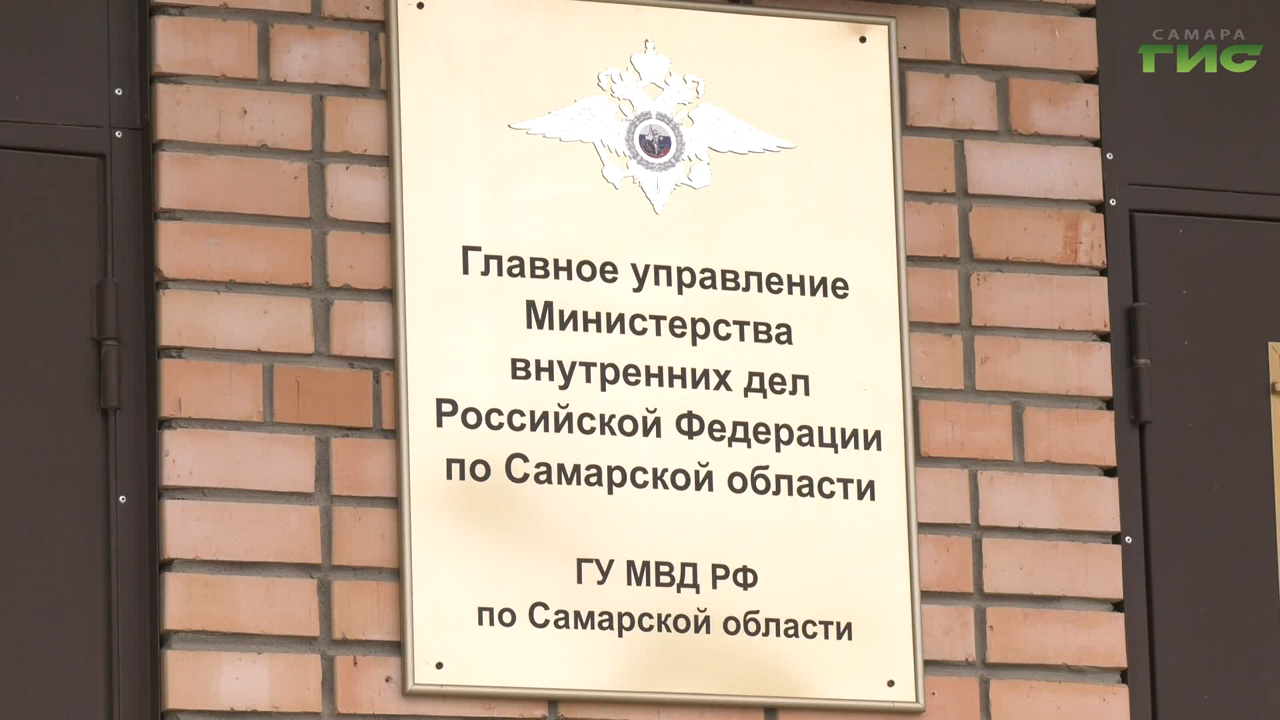 САМАРА
ГИС
Главное управление
Министерства
внутренних дел
Российской Федерации
по Самарской области
ГУ МВД РФ
по Самарской области